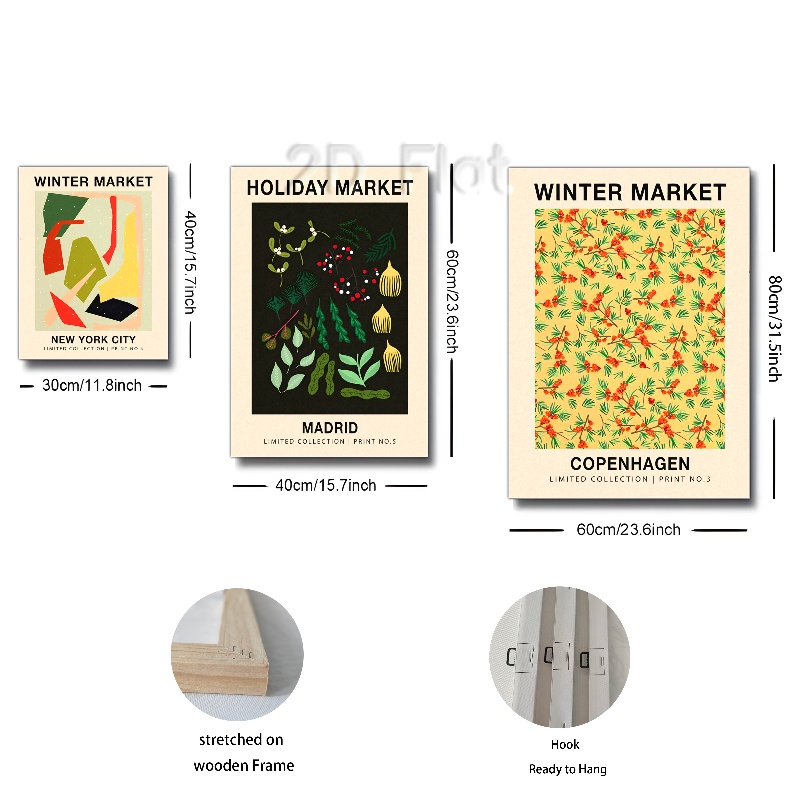 2D Flat
WINTER MARKET
NEW YORK CITY
LIMITED COLLECTION | PRINT NO.4
40cm/15.7inch
30cm/11.8inch
HOLIDAY MARKET
MADRID
LIMITED COLLECTION | PRINT NO.5
60cm/23.6inch
40cm/15.7inch
WINTER MARKET
COPENHAGEN
LIMITED COLLECTION | PRINT NO.3
80cm/31.5inch
60cm/23.6inch
stretched on
wooden Frame
Hook
Ready to Hang